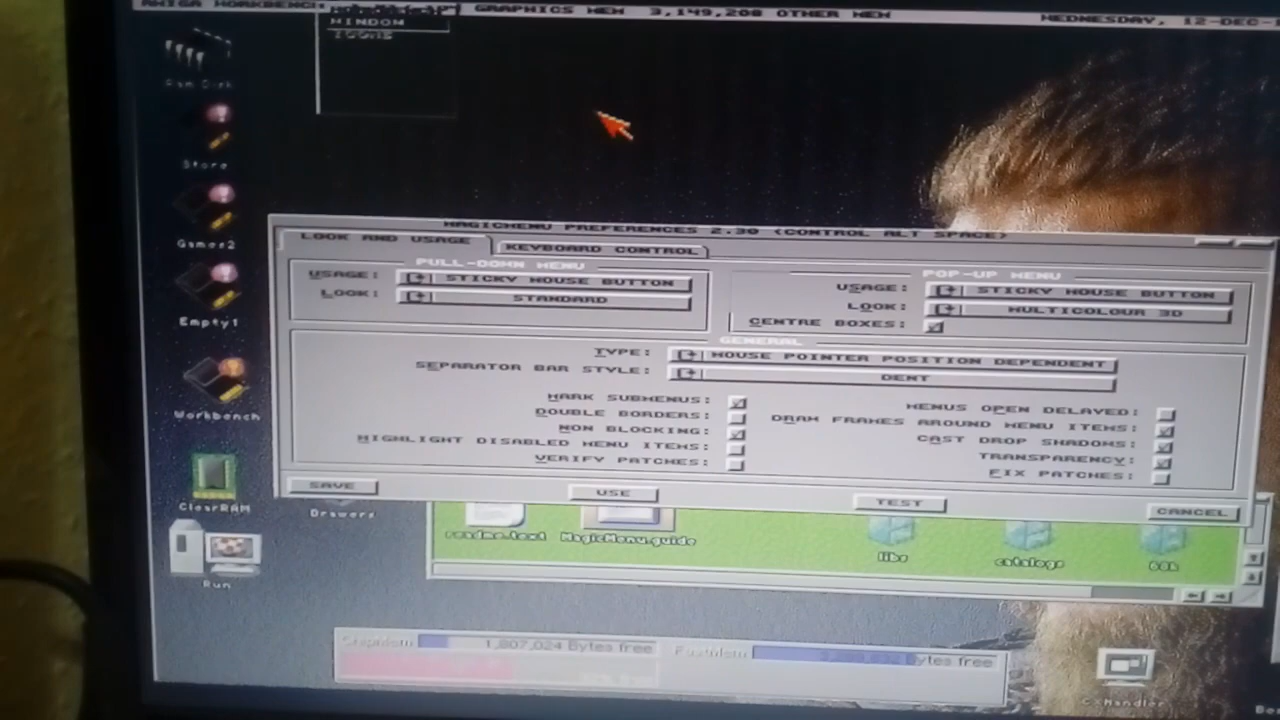 GRAPHICS MEM 3,149,208 OTHER MEM
WEDNESDAY, 12-DEC-
WINDOW
ICONS
Ram Disk
Store
Games2
Empty1
Workbench
ClearRAM
Run
Drawers
MAGICMENU PREFERENCES 2.30 (CONTROL ALT SPACE)
LOOK AND USAGE
KEYBOARD CONTROL
PULL-DOWN MENU
USAGE: STICKY MOUSE BUTTON
LOOK: STANDARD
POP-UP MENU
USAGE: STICKY MOUSE BUTTON
LOOK: MULTICOLOUR 3D
CENTRE BOXES:
GENERAL
TYPE: MOUSE POINTER POSITION DEPENDENT
SEPARATOR BAR STYLE: DENT
MARK SUBMENUS:
DOUBLE BORDERS:
NON BLOCKING:
HIGHLIGHT DISABLED MENU ITEMS:
VERIFY PATCHES:
MENUS OPEN DELAYED:
DRAW FRAMES AROUND MENU ITEMS:
CAST DROP SHADOWS:
TRANSPARENCY:
FIX PATCHES:
SAVE
USE
TEST
CANCEL
readme.text
MagicMenu.guide
libs
catalogs
1,807,024 Bytes free
ytes free
CXHandler